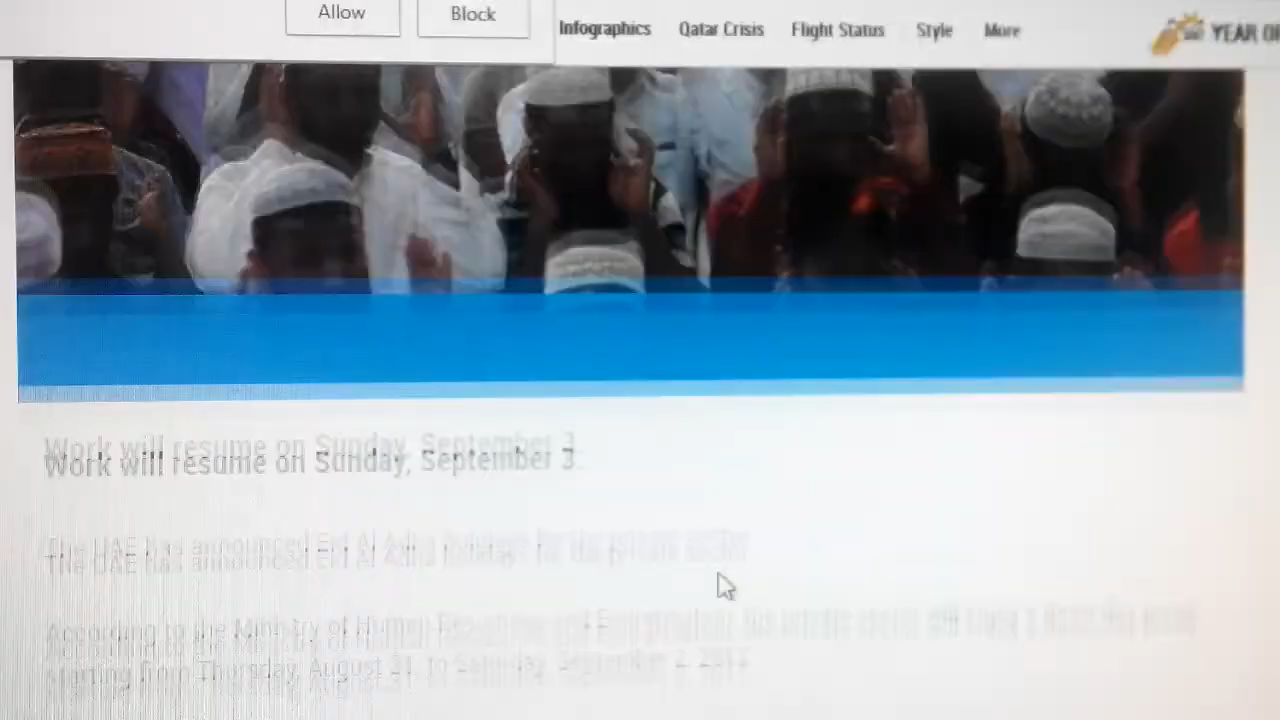 Allow
Block
Infographics
Qatar Crisis
Flight Status
Style
More
YEAR OF
Work will resume on Sunday, September 3
The UAE has announced Eid Al Adha holidays for the private sector
According to the Ministry of Human Resources and Emiratisation, the private sector will
starting from Thursday, August 31 to Saturday, September 2, 2017